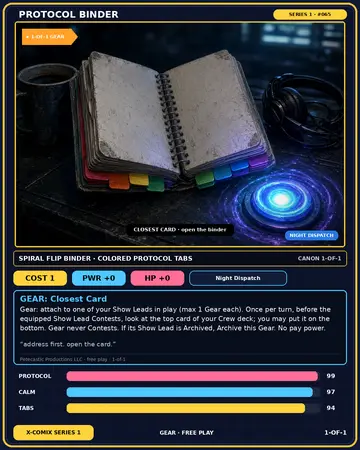 PROTOCOL BINDER
SERIES 1 · #065
1-OF-1 GEAR
CLOSEST CARD · open the binder
NIGHT DISPATCH
SPIRAL FLIP BINDER · COLORED PROTOCOL TABS
CANON 1-OF-1
COST 1
PWR +0
HP +0
Night Dispatch
GEAR: Closest Card
Gear: attach to one of your Show Leads in play (max 1 Gear each). Once per turn, before the
equipped Show Lead Contests, look at the top card of your Crew deck; you may put it on the
bottom. Gear never Contests. If its Show Lead is Archived, Archive this Gear. No pay power.
"address first. open the card."
Petecastic Productions LLC · free play · 1-of-1
PROTOCOL
99
CALM
97
TABS
94
X-COMIX SERIES 1
GEAR · FREE PLAY
1-OF-1